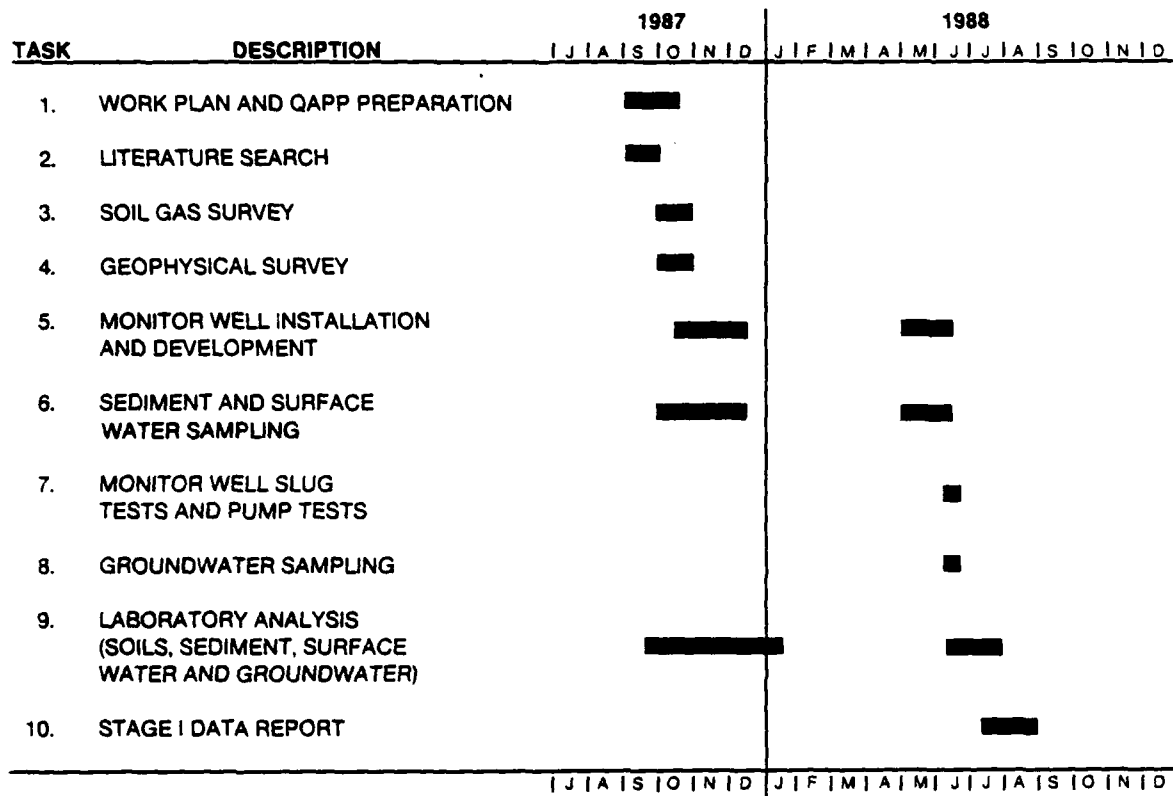 1987 1988
TASK DESCRIPTION | J | A | S | O | N | D | J | F | M | A | M | J | J | A | S | O | N | D
1. WORK PLAN AND QAPP PREPARATION
2. LITERATURE SEARCH
3. SOIL GAS SURVEY
4. GEOPHYSICAL SURVEY
5. MONITOR WELL INSTALLATION
AND DEVELOPMENT
6. SEDIMENT AND SURFACE
WATER SAMPLING
7. MONITOR WELL SLUG
TESTS AND PUMP TESTS
8. GROUNDWATER SAMPLING
9. LABORATORY ANALYSIS
(SOILS, SEDIMENT, SURFACE
WATER AND GROUNDWATER)
10. STAGE I DATA REPORT
| J | A | S | O | N | D | J | F | M | A | M | J | J | A | S | O | N | D